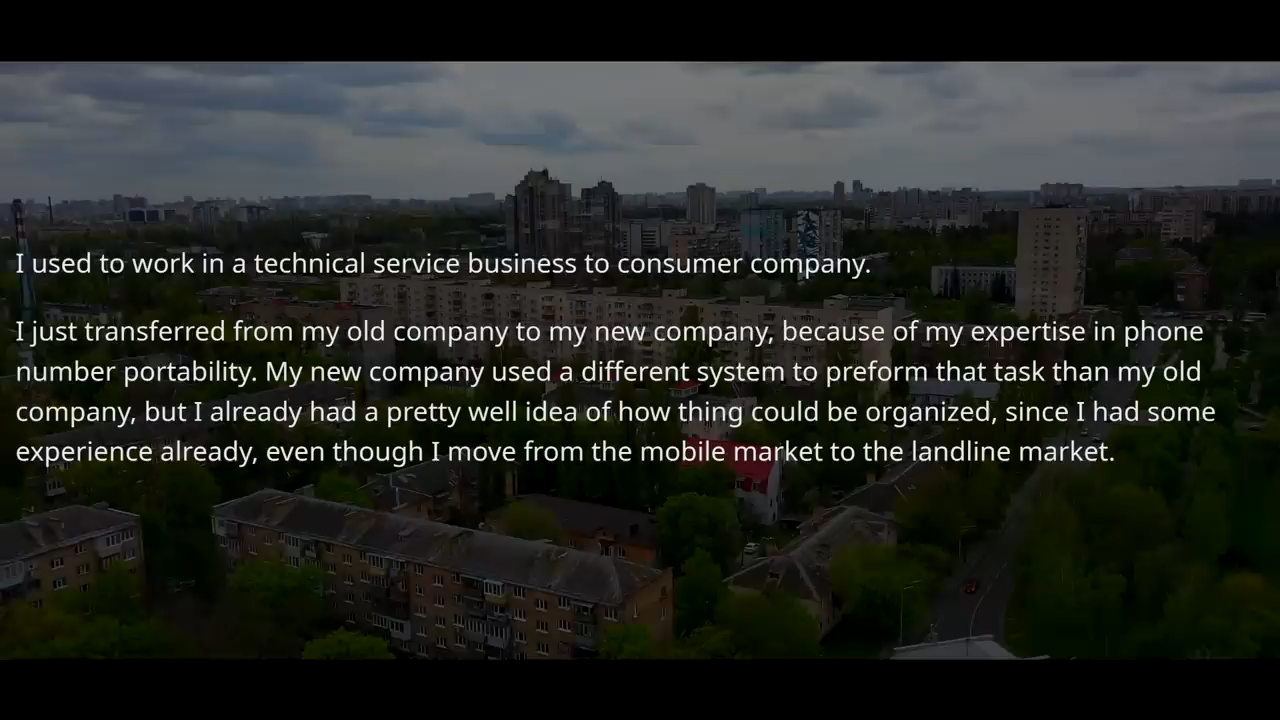 I used to work in a technical service business to consumer company.
I just transferred from my old company to my new company, because of my expertise in phone
number portability. My new company used a different system to preform that task than my old
company, but I already had a pretty well idea of how thing could be organized, since I had some
experience already, even though I move from the mobile market to the landline market.